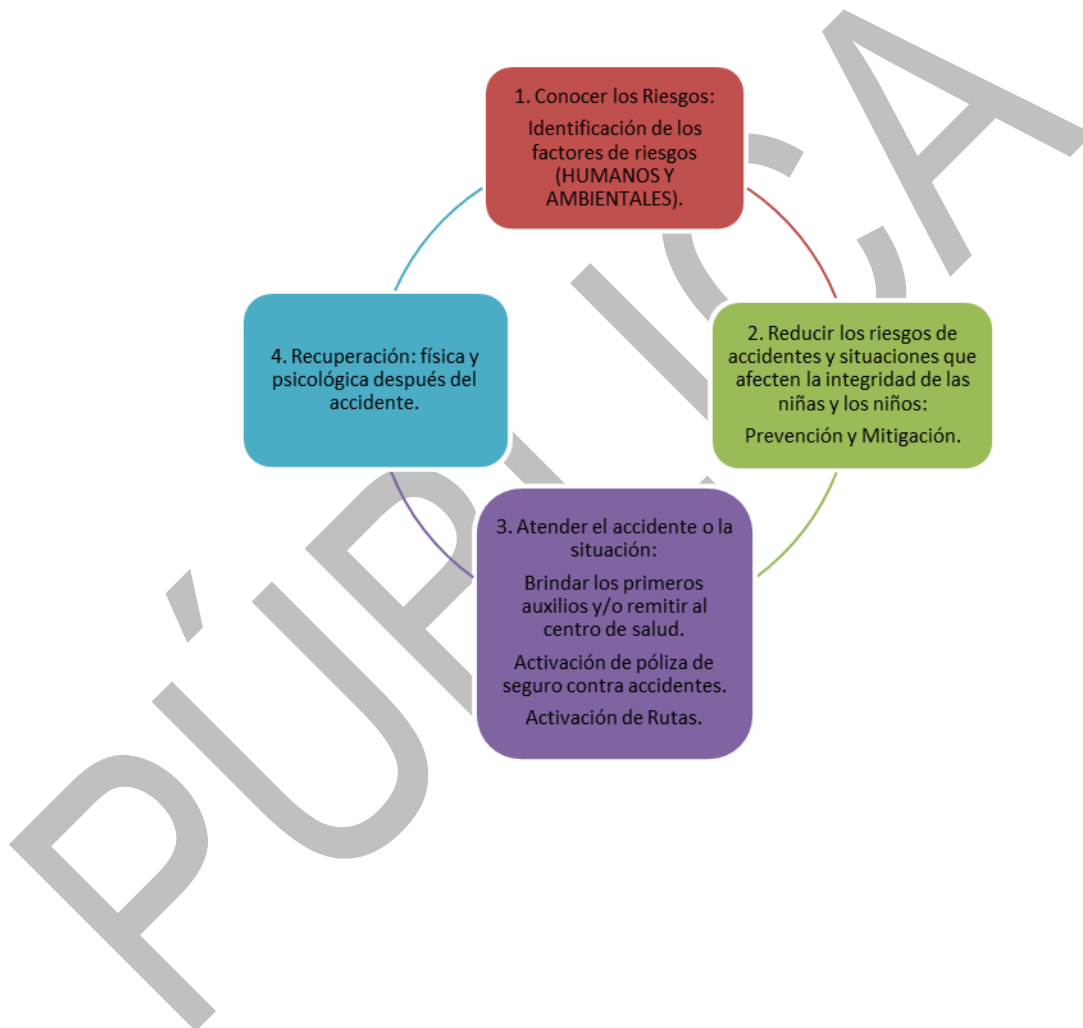 1. Conocer los Riesgos:
Identificación de los
factores de riesgos
(HUMANOS Y
AMBIENTALES).
2. Reducir los riesgos de
accidentes y situaciones que
afecten la integridad de las
niñas y los niños:
Prevención y Mitigación.
3. Atender el accidente o la
situación:
Brindar los primeros
auxilios y/o remitir al
centro de salud.
Activación de póliza de
seguro contra accidentes.
Activación de Rutas.
4. Recuperación: física y
psicológica después del
accidente.
PÚBLICA